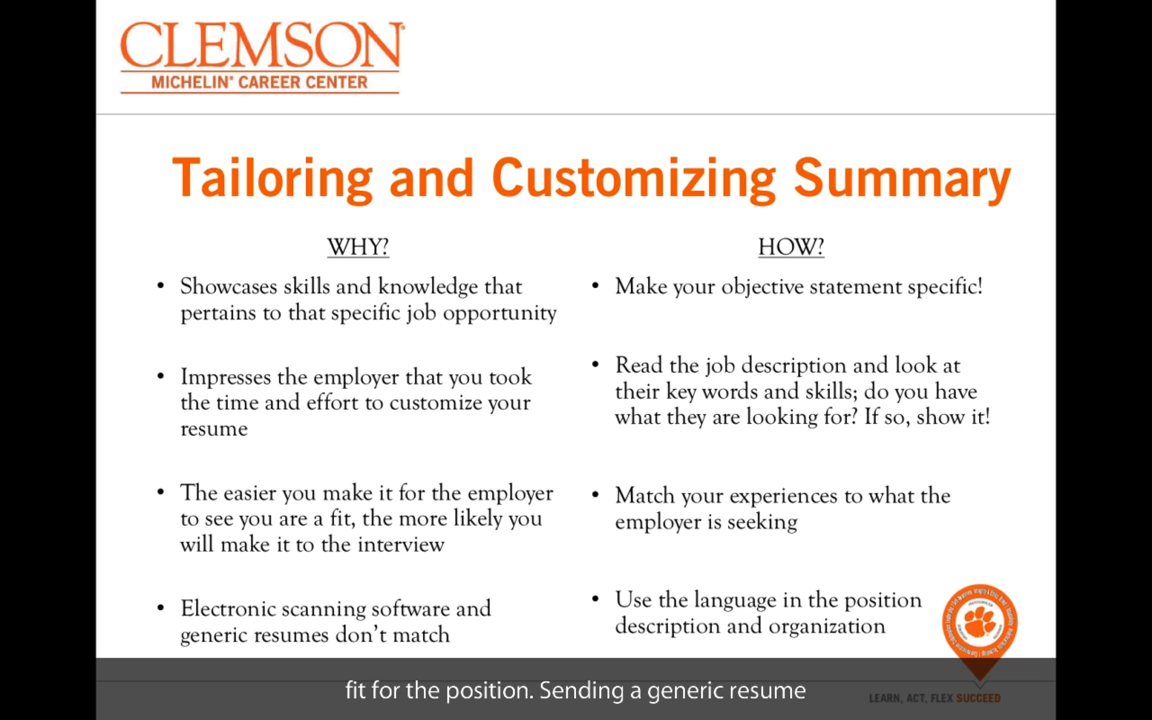 CLEMSON
MICHELIN® CAREER CENTER
Tailoring and Customizing Summary
WHY?
• Showcases skills and knowledge that
pertains to that specific job opportunity
• Impresses the employer that you took
the time and effort to customize your
resume
• The easier you make it for the employer
to see you are a fit, the more likely you
will make it to the interview
• Electronic scanning software and
generic resumes don't match
HOW?
• Make your objective statement specific!
• Read the job description and look at
their key words and skills; do you have
what they are looking for? If so, show it!
• Match your experiences to what the
employer is seeking
• Use the language in the position
description and organization
fit for the position. Sending a generic resume
LEARN, ACT, FLEX SUCCEED